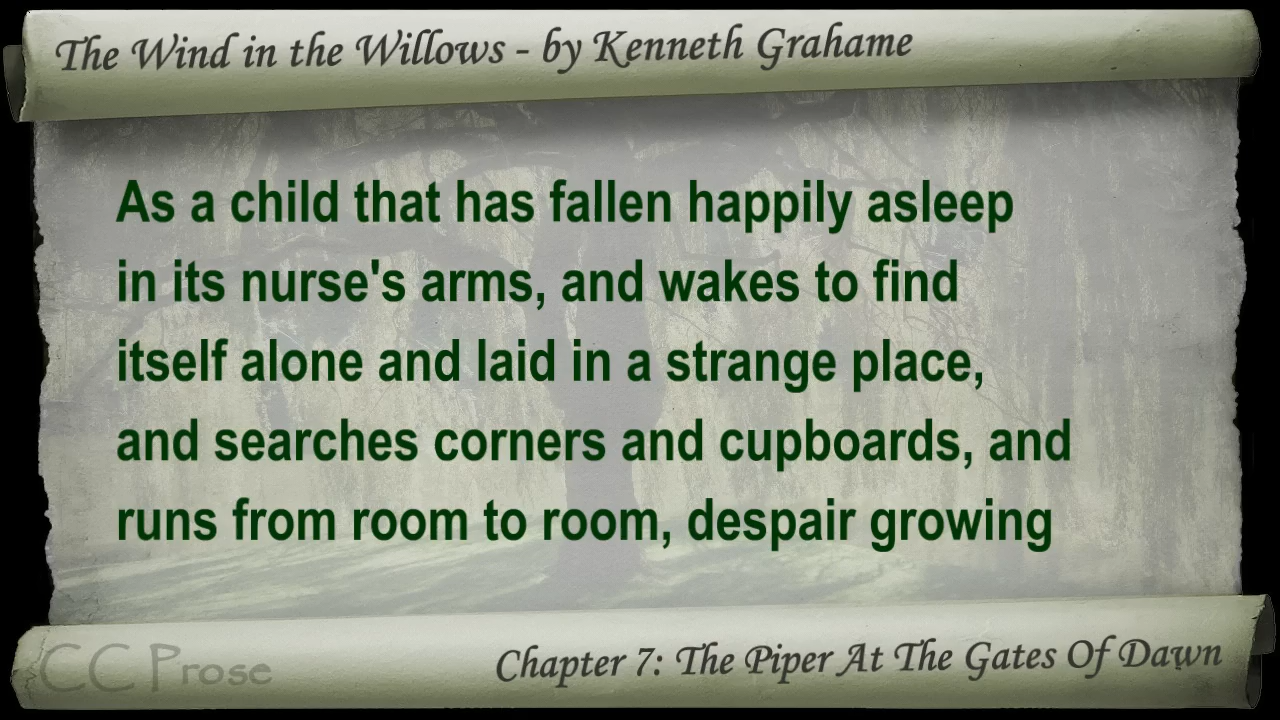 The Wind in the Willows - by Kenneth Grahame
As a child that has fallen happily asleep
in its nurse's arms, and wakes to find
itself alone and laid in a strange place,
and searches corners and cupboards, and
runs from room to room, despair growing
CC Prose
Chapter 7: The Piper At The Gates Of Dawn